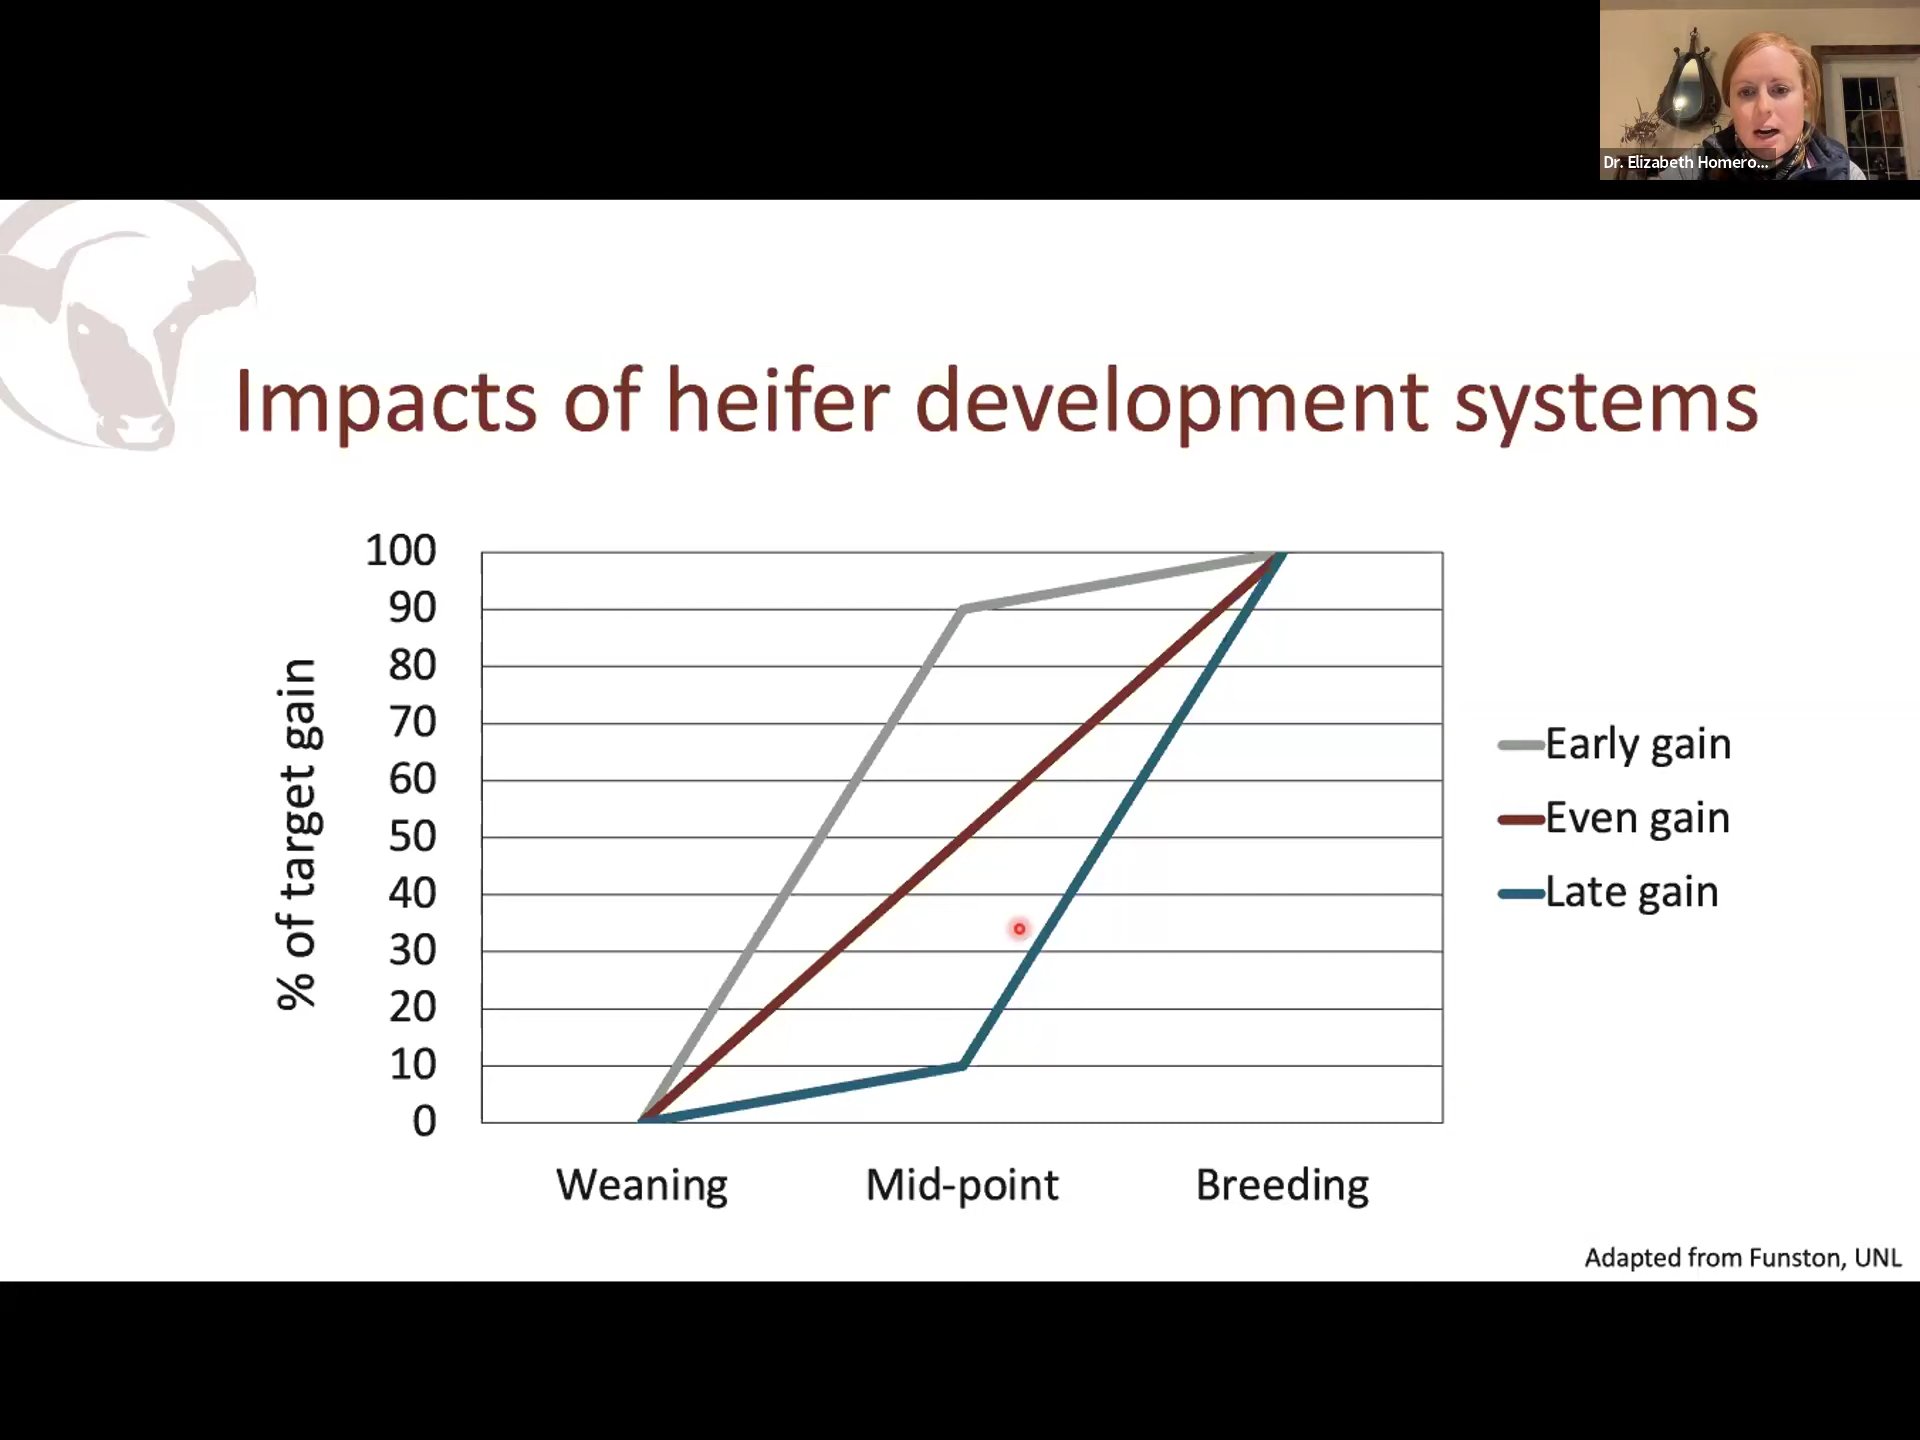 Dr. Elizabeth Homero...
Impacts of heifer development systems
% of target gain
100
90
80
70
60
50
40
30
20
10
0
Weaning Mid-point Breeding
Early gain
Even gain
Late gain
Adapted from Funston, UNL